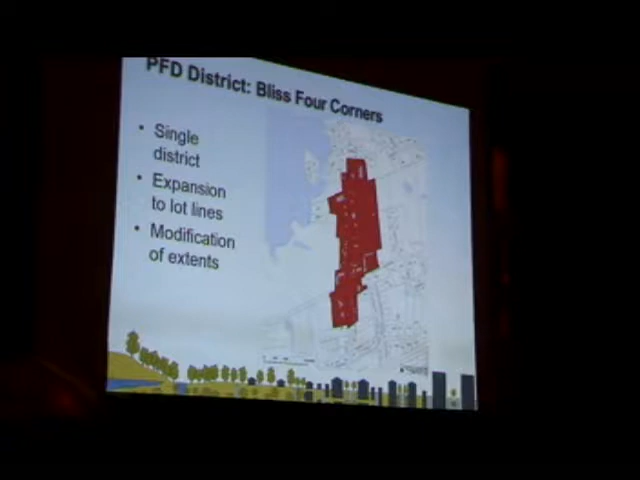 PFD District: Bliss Four Corners
• Single
district
• Expansion
to lot lines
• Modification
of extents